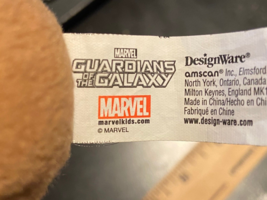 MARVEL
GUARDIANS
OF THE GALAXY
MARVEL
marvelkids.com
© MARVEL
DesignWare®
amscan® Inc., Elmsford,
North York, Ontario, Canada
Milton Keynes, England MK1
Made in China/Hecho en Chi
Fabriqué en Chine
www.design-ware.com